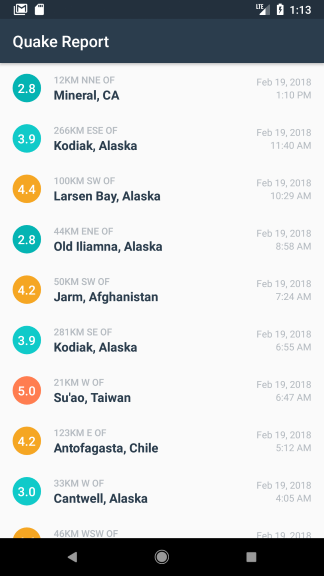 LTE 1:13
Quake Report
2.8 12KM NNE OF Feb 19, 2018
Mineral, CA 1:10 PM
3.9 266KM ESE OF Feb 19, 2018
Kodiak, Alaska 11:40 AM
4.4 100KM SW OF Feb 19, 2018
Larsen Bay, Alaska 10:29 AM
2.8 44KM ENE OF Feb 19, 2018
Old Iliamna, Alaska 8:58 AM
4.2 50KM SW OF Feb 19, 2018
Jarm, Afghanistan 7:24 AM
3.9 281KM SE OF Feb 19, 2018
Kodiak, Alaska 6:55 AM
5.0 21KM W OF Feb 19, 2018
Su'ao, Taiwan 6:47 AM
4.2 123KM E OF Feb 19, 2018
Antofagasta, Chile 5:12 AM
3.0 33KM W OF Feb 19, 2018
Cantwell, Alaska 4:05 AM
46KM WSW OF Feb 19, 2018